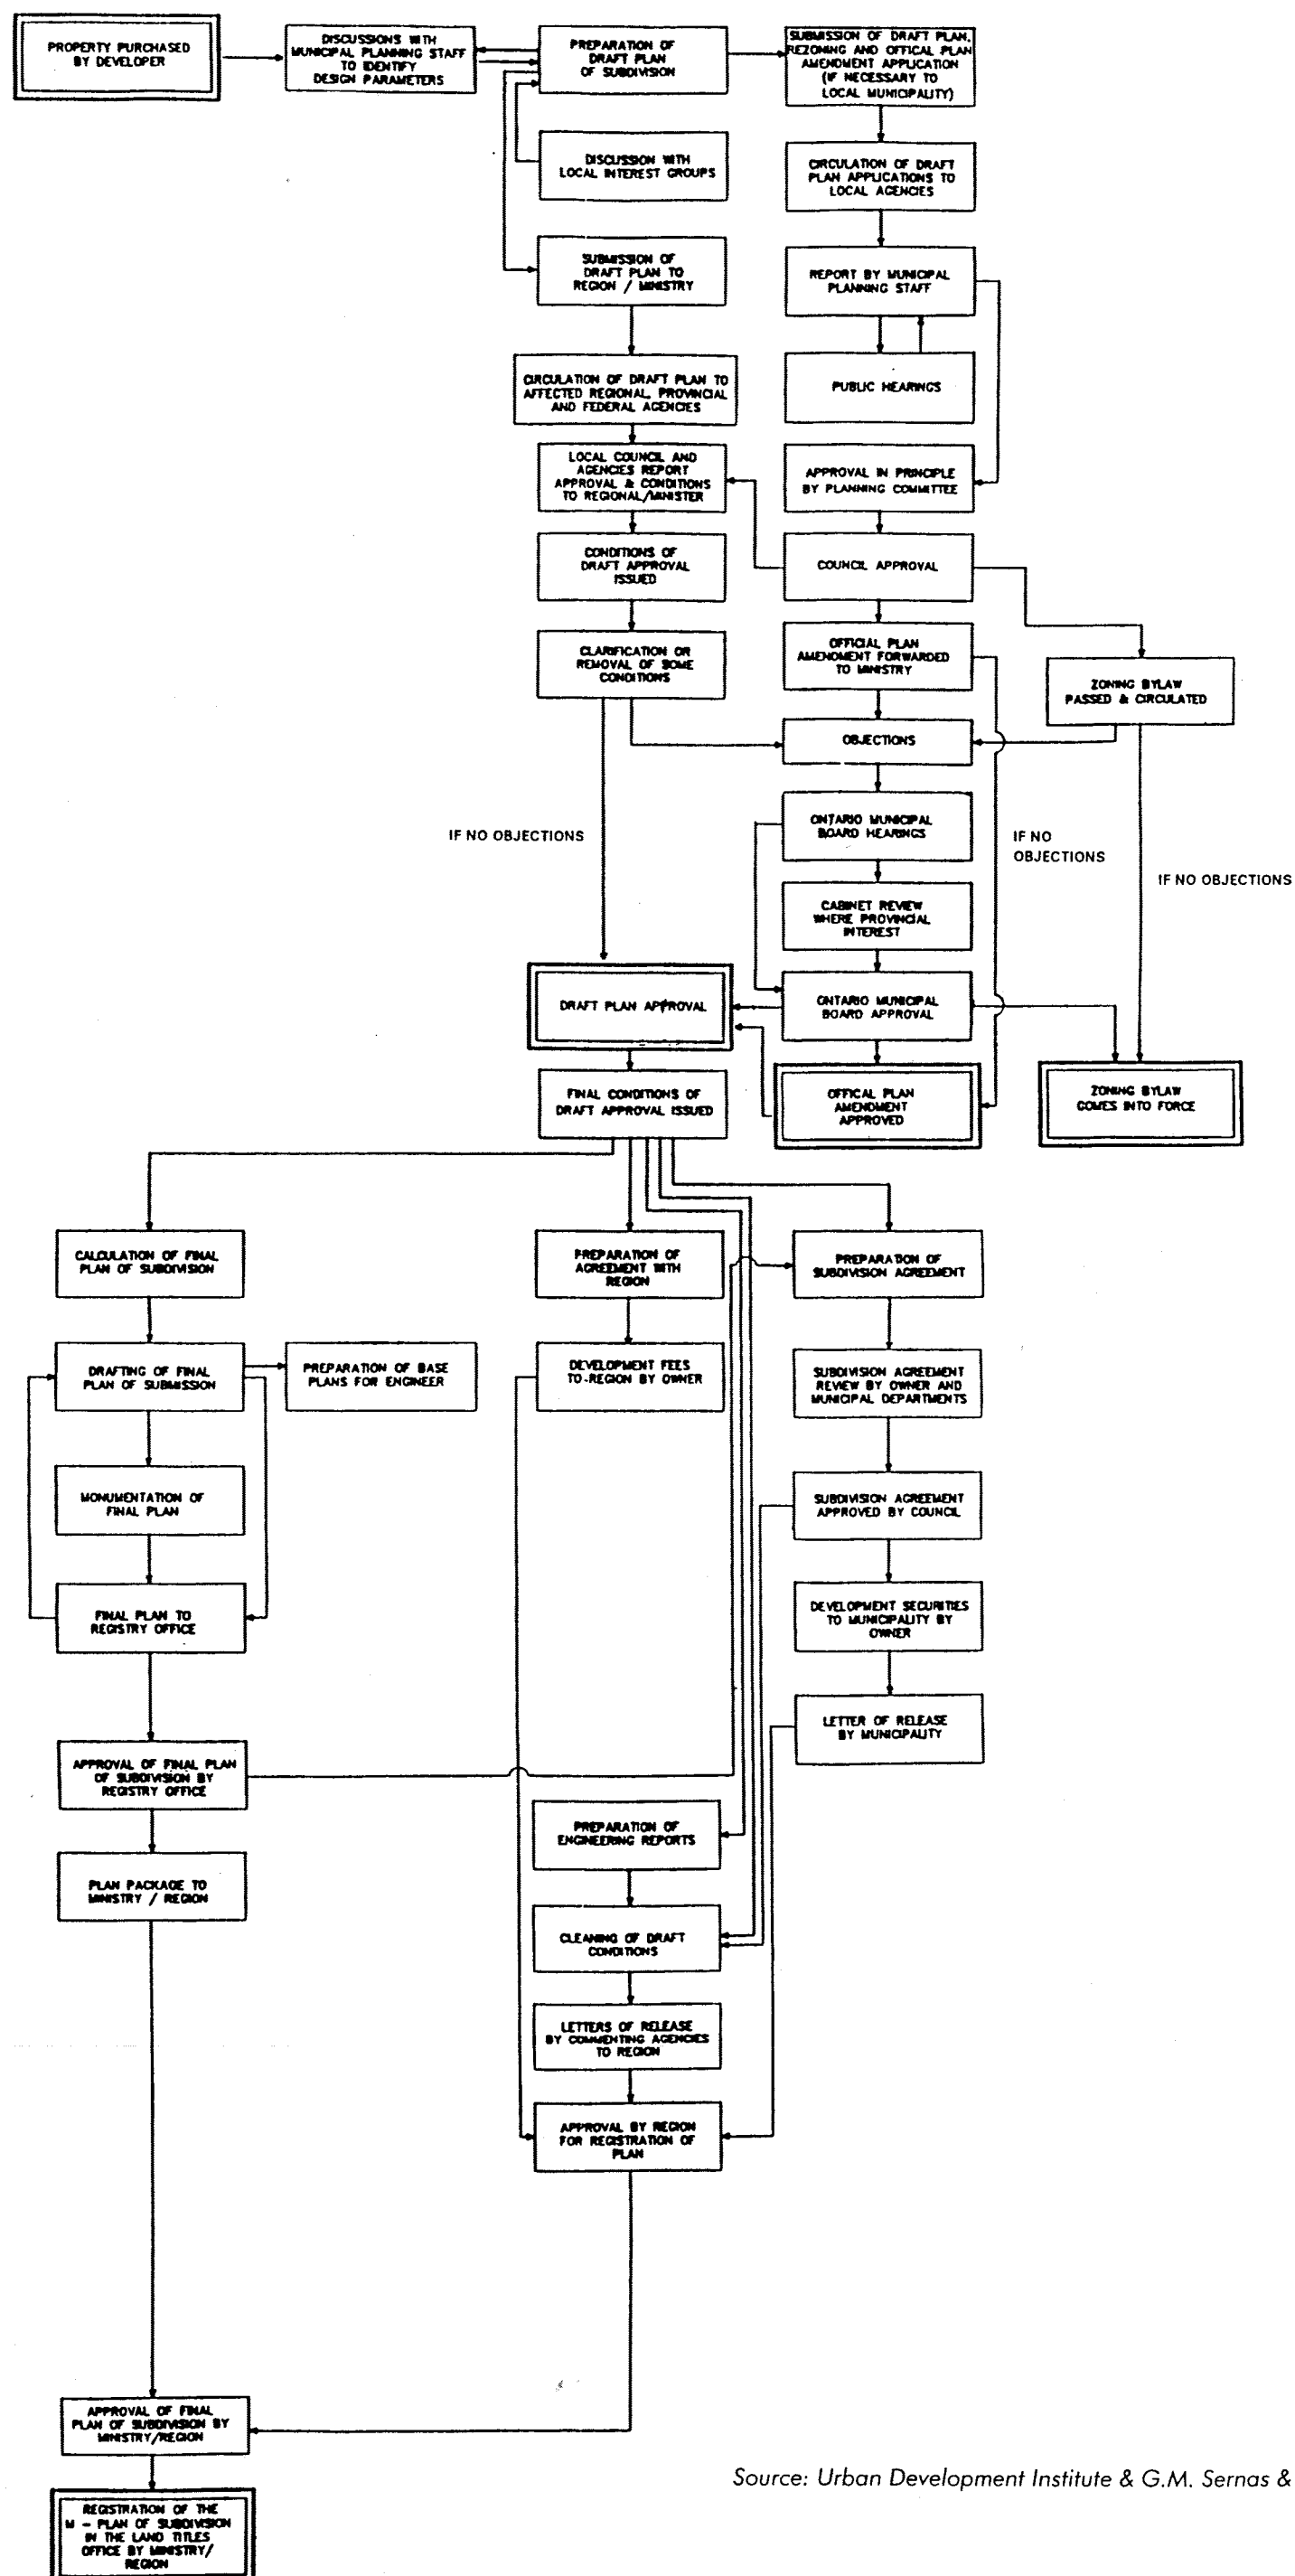 PROPERTY PURCHASED
BY DEVELOPER
DISCUSSIONS WITH
MUNICIPAL PLANNING STAFF
TO IDENTIFY
DESIGN PARAMETERS
PREPARATION OF
DRAFT PLAN
OF SUBDIVISION
SUBMISSION OF DRAFT PLAN,
REZONING AND OFFICAL PLAN
AMENDMENT APPLICATION
(IF NECESSARY TO
LOCAL MUNICIPALITY)
DISCUSSION WITH
LOCAL INTEREST GROUPS
CIRCULATION OF DRAFT
PLAN APPLICATIONS TO
LOCAL AGENCIES
SUBMISSION OF
DRAFT PLAN TO
REGION / MINISTRY
REPORT BY MUNICIPAL
PLANNING STAFF
CIRCULATION OF DRAFT PLAN TO
AFFECTED REGIONAL, PROVINCIAL
AND FEDERAL AGENCIES
PUBLIC HEARINGS
LOCAL COUNCIL AND
AGENCIES REPORT
APPROVAL & CONDITIONS
TO REGIONAL/MINISTER
APPROVAL IN PRINCIPLE
BY PLANNING COMMITTEE
CONDITIONS OF
DRAFT APPROVAL
ISSUED
COUNCIL APPROVAL
CLARIFICATION OR
REMOVAL OF SOME
CONDITIONS
OFFICIAL PLAN
AMENDMENT FORWARDED
TO MINISTRY
ZONING BYLAW
PASSED & CIRCULATED
OBJECTIONS
IF NO OBJECTIONS
ONTARIO MUNICIPAL
BOARD HEARINGS
IF NO
OBJECTIONS
IF NO OBJECTIONS
CABINET REVIEW
WHERE PROVINCIAL
INTEREST
DRAFT PLAN APPROVAL
ONTARIO MUNICIPAL
BOARD APPROVAL
FINAL CONDITIONS OF
DRAFT APPROVAL ISSUED
OFFICAL PLAN
AMENDMENT
APPROVED
ZONING BYLAW
COMES INTO FORCE
CALCULATION OF FINAL
PLAN OF SUBDIVISION
PREPARATION OF
AGREEMENT WITH
REGION
PREPARATION OF
SUBDIVISION AGREEMENT
DRAFTING OF FINAL
PLAN OF SUBMISSION
PREPARATION OF BASE
PLANS FOR ENGINEER
DEVELOPMENT FEES
TO-REGION BY OWNER
SUBDIVISION AGREEMENT
REVIEW BY OWNER AND
MUNICIPAL DEPARTMENTS
MONUMENTATION OF
FINAL PLAN
SUBDIVISION AGREEMENT
APPROVED BY COUNCIL
FINAL PLAN TO
REGISTRY OFFICE
DEVELOPMENT SECURITIES
TO MUNICIPALITY BY
OWNER
LETTER OF RELEASE
BY MUNICIPALITY
APPROVAL OF FINAL PLAN
OF SUBDIVISION BY
REGISTRY OFFICE
PREPARATION OF
ENGINEERING REPORTS
PLAN PACKAGE TO
MINISTRY / REGION
CLEANING OF DRAFT
CONDITIONS
LETTERS OF RELEASE
BY COMMENTING AGENCIES
TO REGION
APPROVAL BY REGION
FOR REGISTRATION OF
PLAN
APPROVAL OF FINAL
PLAN OF SUBDIVISION BY
MINISTRY/REGION
Source: Urban Development Institute & G.M. Sernas &
REGISTRATION OF THE
M - PLAN OF SUBDIVISION
IN THE LAND TITLES
OFFICE BY MINISTRY/
REGION